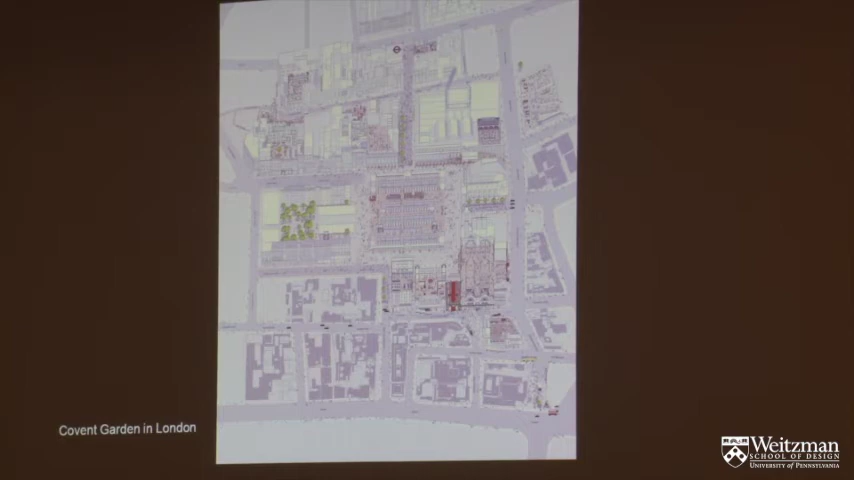 Covent Garden in London
Weitzman
SCHOOL OF DESIGN
UNIVERSITY OF PENNSYLVANIA